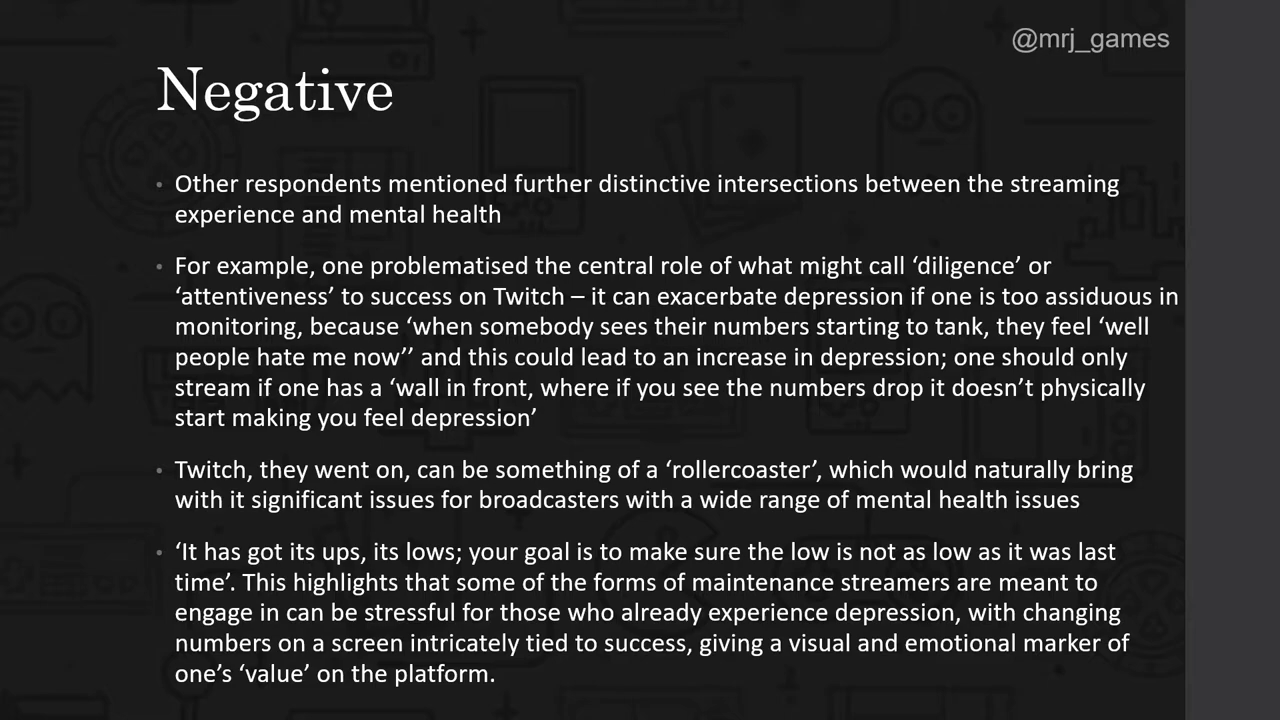 @mrj_games
Negative
• Other respondents mentioned further distinctive intersections between the streaming
experience and mental health
• For example, one problematised the central role of what might call ‘diligence’ or
‘attentiveness’ to success on Twitch – it can exacerbate depression if one is too assiduous in
monitoring, because ‘when somebody sees their numbers starting to tank, they feel ‘well
people hate me now’’ and this could lead to an increase in depression; one should only
stream if one has a ‘wall in front, where if you see the numbers drop it doesn’t physically
start making you feel depression’
• Twitch, they went on, can be something of a ‘rollercoaster’, which would naturally bring
with it significant issues for broadcasters with a wide range of mental health issues
• ‘It has got its ups, its lows; your goal is to make sure the low is not as low as it was last
time’. This highlights that some of the forms of maintenance streamers are meant to
engage in can be stressful for those who already experience depression, with changing
numbers on a screen intricately tied to success, giving a visual and emotional marker of
one’s ‘value’ on the platform.